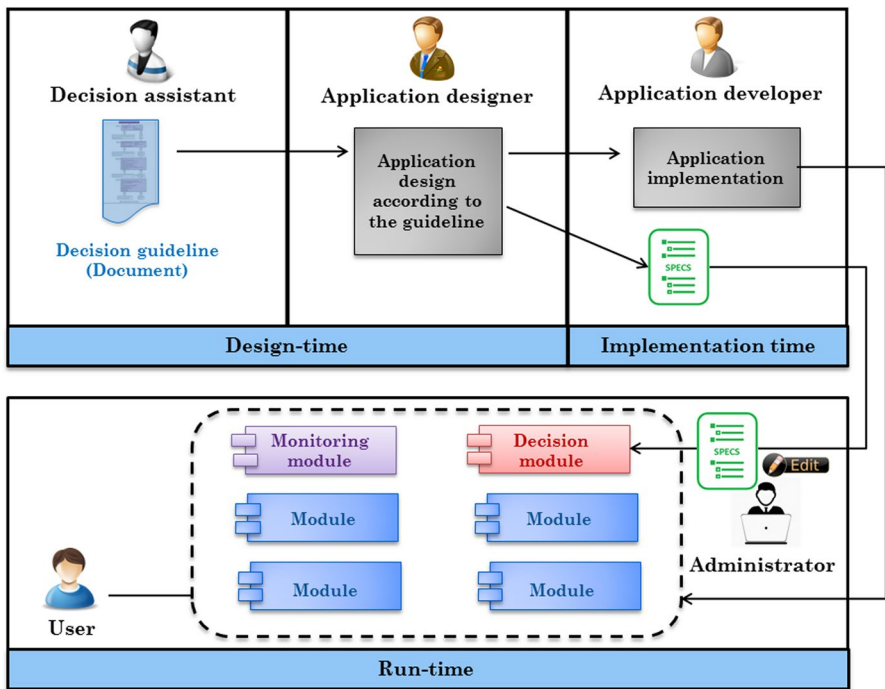 Decision assistant
Application designer
Application developer
Application
design
according to
the guideline
Application
implementation
Decision guideline
(Document)
SPECS
Design-time
Implementation time
Monitoring
module
Decision
module
SPECS
Edit
Module
Module
Administrator
Module
Module
User
Run-time